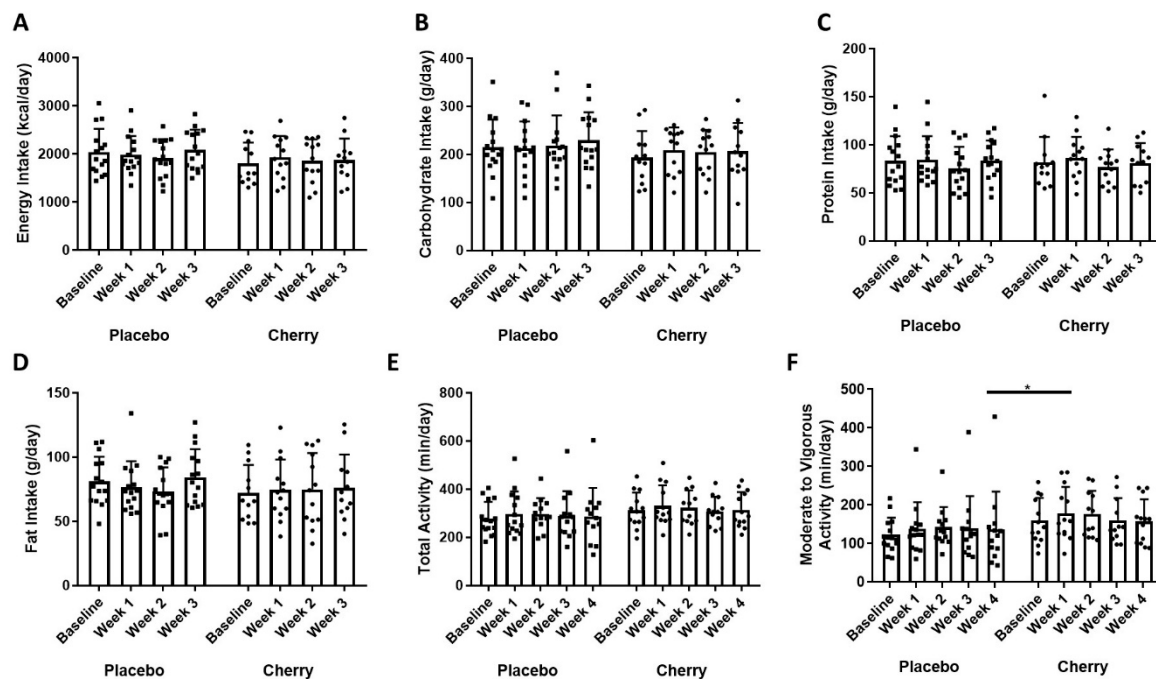 A
Energy Intake (kcal/day)
4000
3000
2000
1000
0
Baseline
Week 1
Week 2
Week 3
Baseline
Week 1
Week 2
Week 3
Placebo
Cherry
B
Carbohydrate Intake (g/day)
400
300
200
100
0
Baseline
Week 1
Week 2
Week 3
Baseline
Week 1
Week 2
Week 3
Placebo
Cherry
C
Protein Intake (g/day)
200
150
100
50
0
Baseline
Week 1
Week 2
Week 3
Baseline
Week 1
Week 2
Week 3
Placebo
Cherry
D
Fat Intake (g/day)
150
100
50
0
Baseline
Week 1
Week 2
Week 3
Baseline
Week 1
Week 2
Week 3
Placebo
Cherry
E
Total Activity (min/day)
800
600
400
200
0
Baseline
Week 1
Week 2
Week 3
Week 4
Baseline
Week 1
Week 2
Week 3
Week 4
Placebo
Cherry
F
Moderate to Vigorous
Activity (min/day)
500
400
300
200
100
0
*
Baseline
Week 1
Week 2
Week 3
Week 4
Baseline
Week 1
Week 2
Week 3
Week 4
Placebo
Cherry